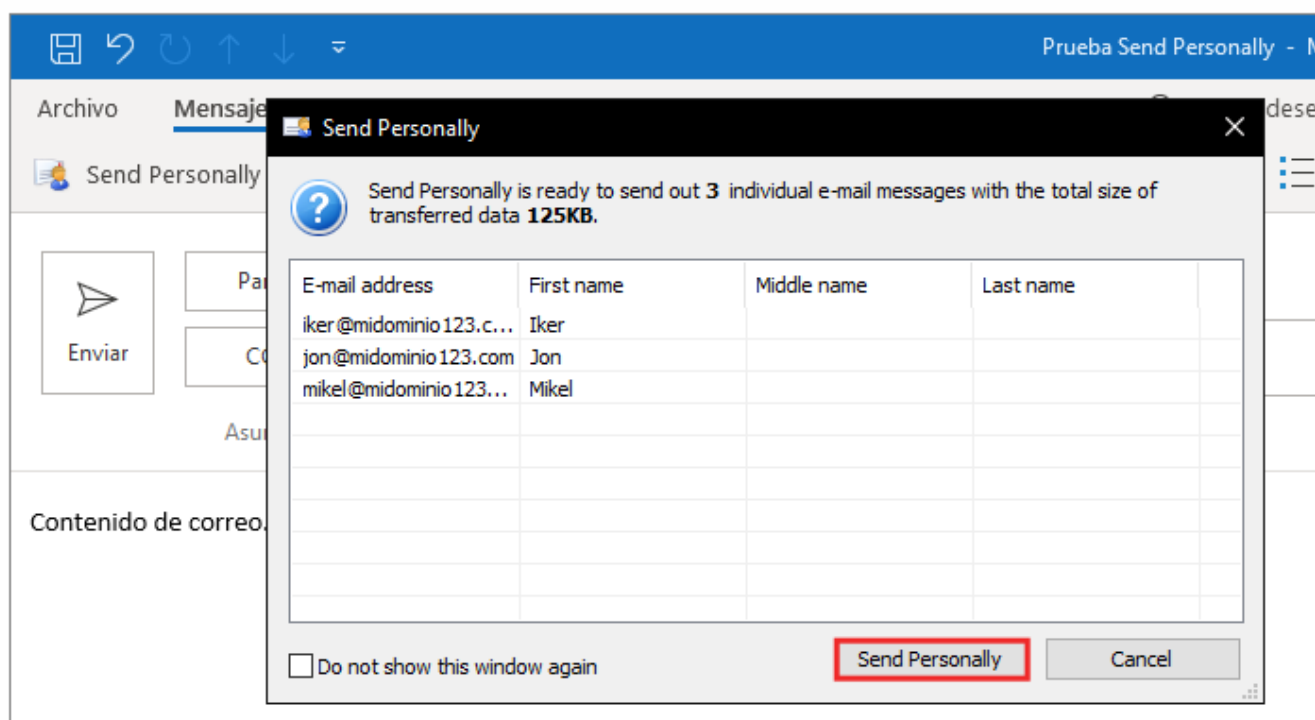 Prueba Send Personally -
Archivo
Mensaje
Send Personally
Send Personally
Send Personally is ready to send out 3 individual e-mail messages with the total size of
transferred data 125KB.
E-mail address First name Middle name Last name
iker@midominio123.c... Iker
jon@midominio123.com Jon
mikel@midominio123... Mikel
Enviar
Contenido de correo.
Do not show this window again
Send Personally
Cancel